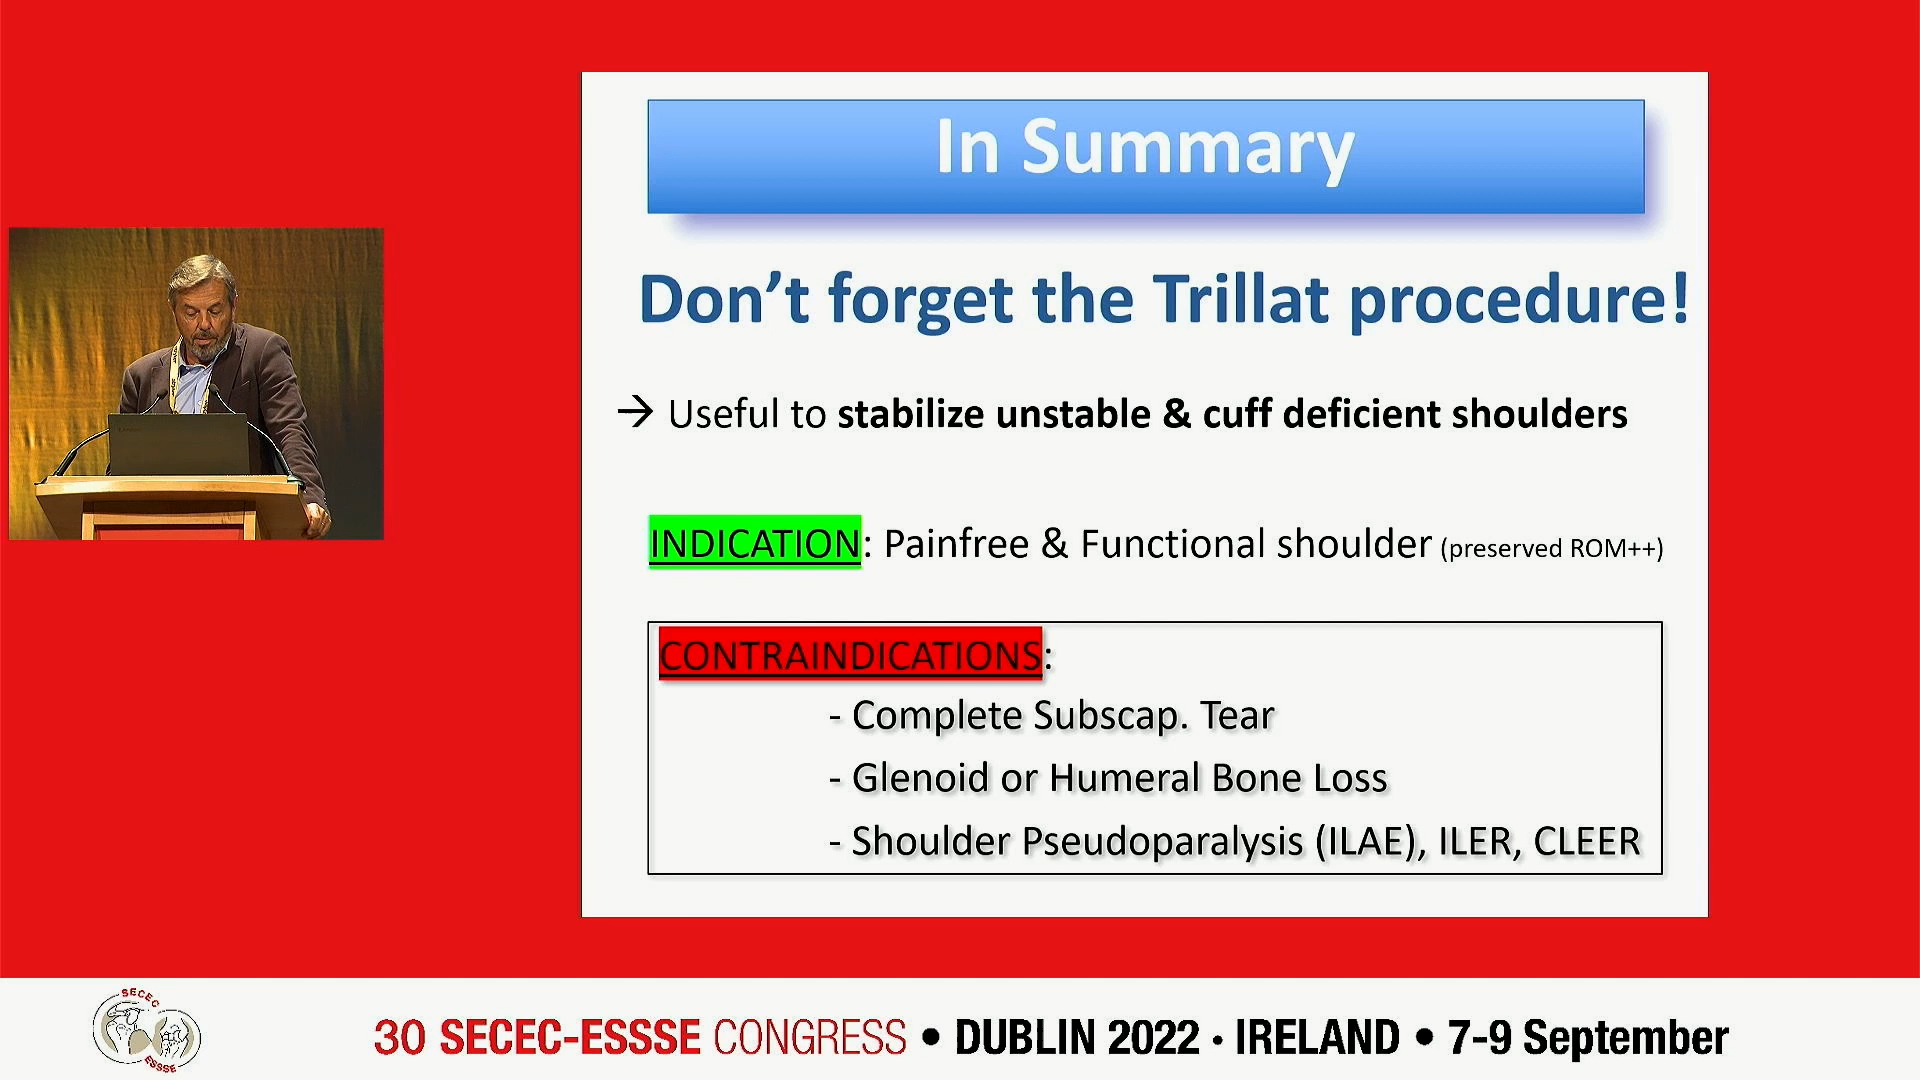 In Summary
Don't forget the Trillat procedure!
→ Useful to stabilize unstable & cuff deficient shoulders
INDICATION: Painfree & Functional shoulder (preserved ROM++)
CONTRAINDICATIONS:
- Complete Subscap. Tear
- Glenoid or Humeral Bone Loss
- Shoulder Pseudoparalysis (ILAE), ILER, CLEER
SECEC
ESSSE
30 SECEC-ESSSE CONGRESS • DUBLIN 2022 • IRELAND • 7-9 September